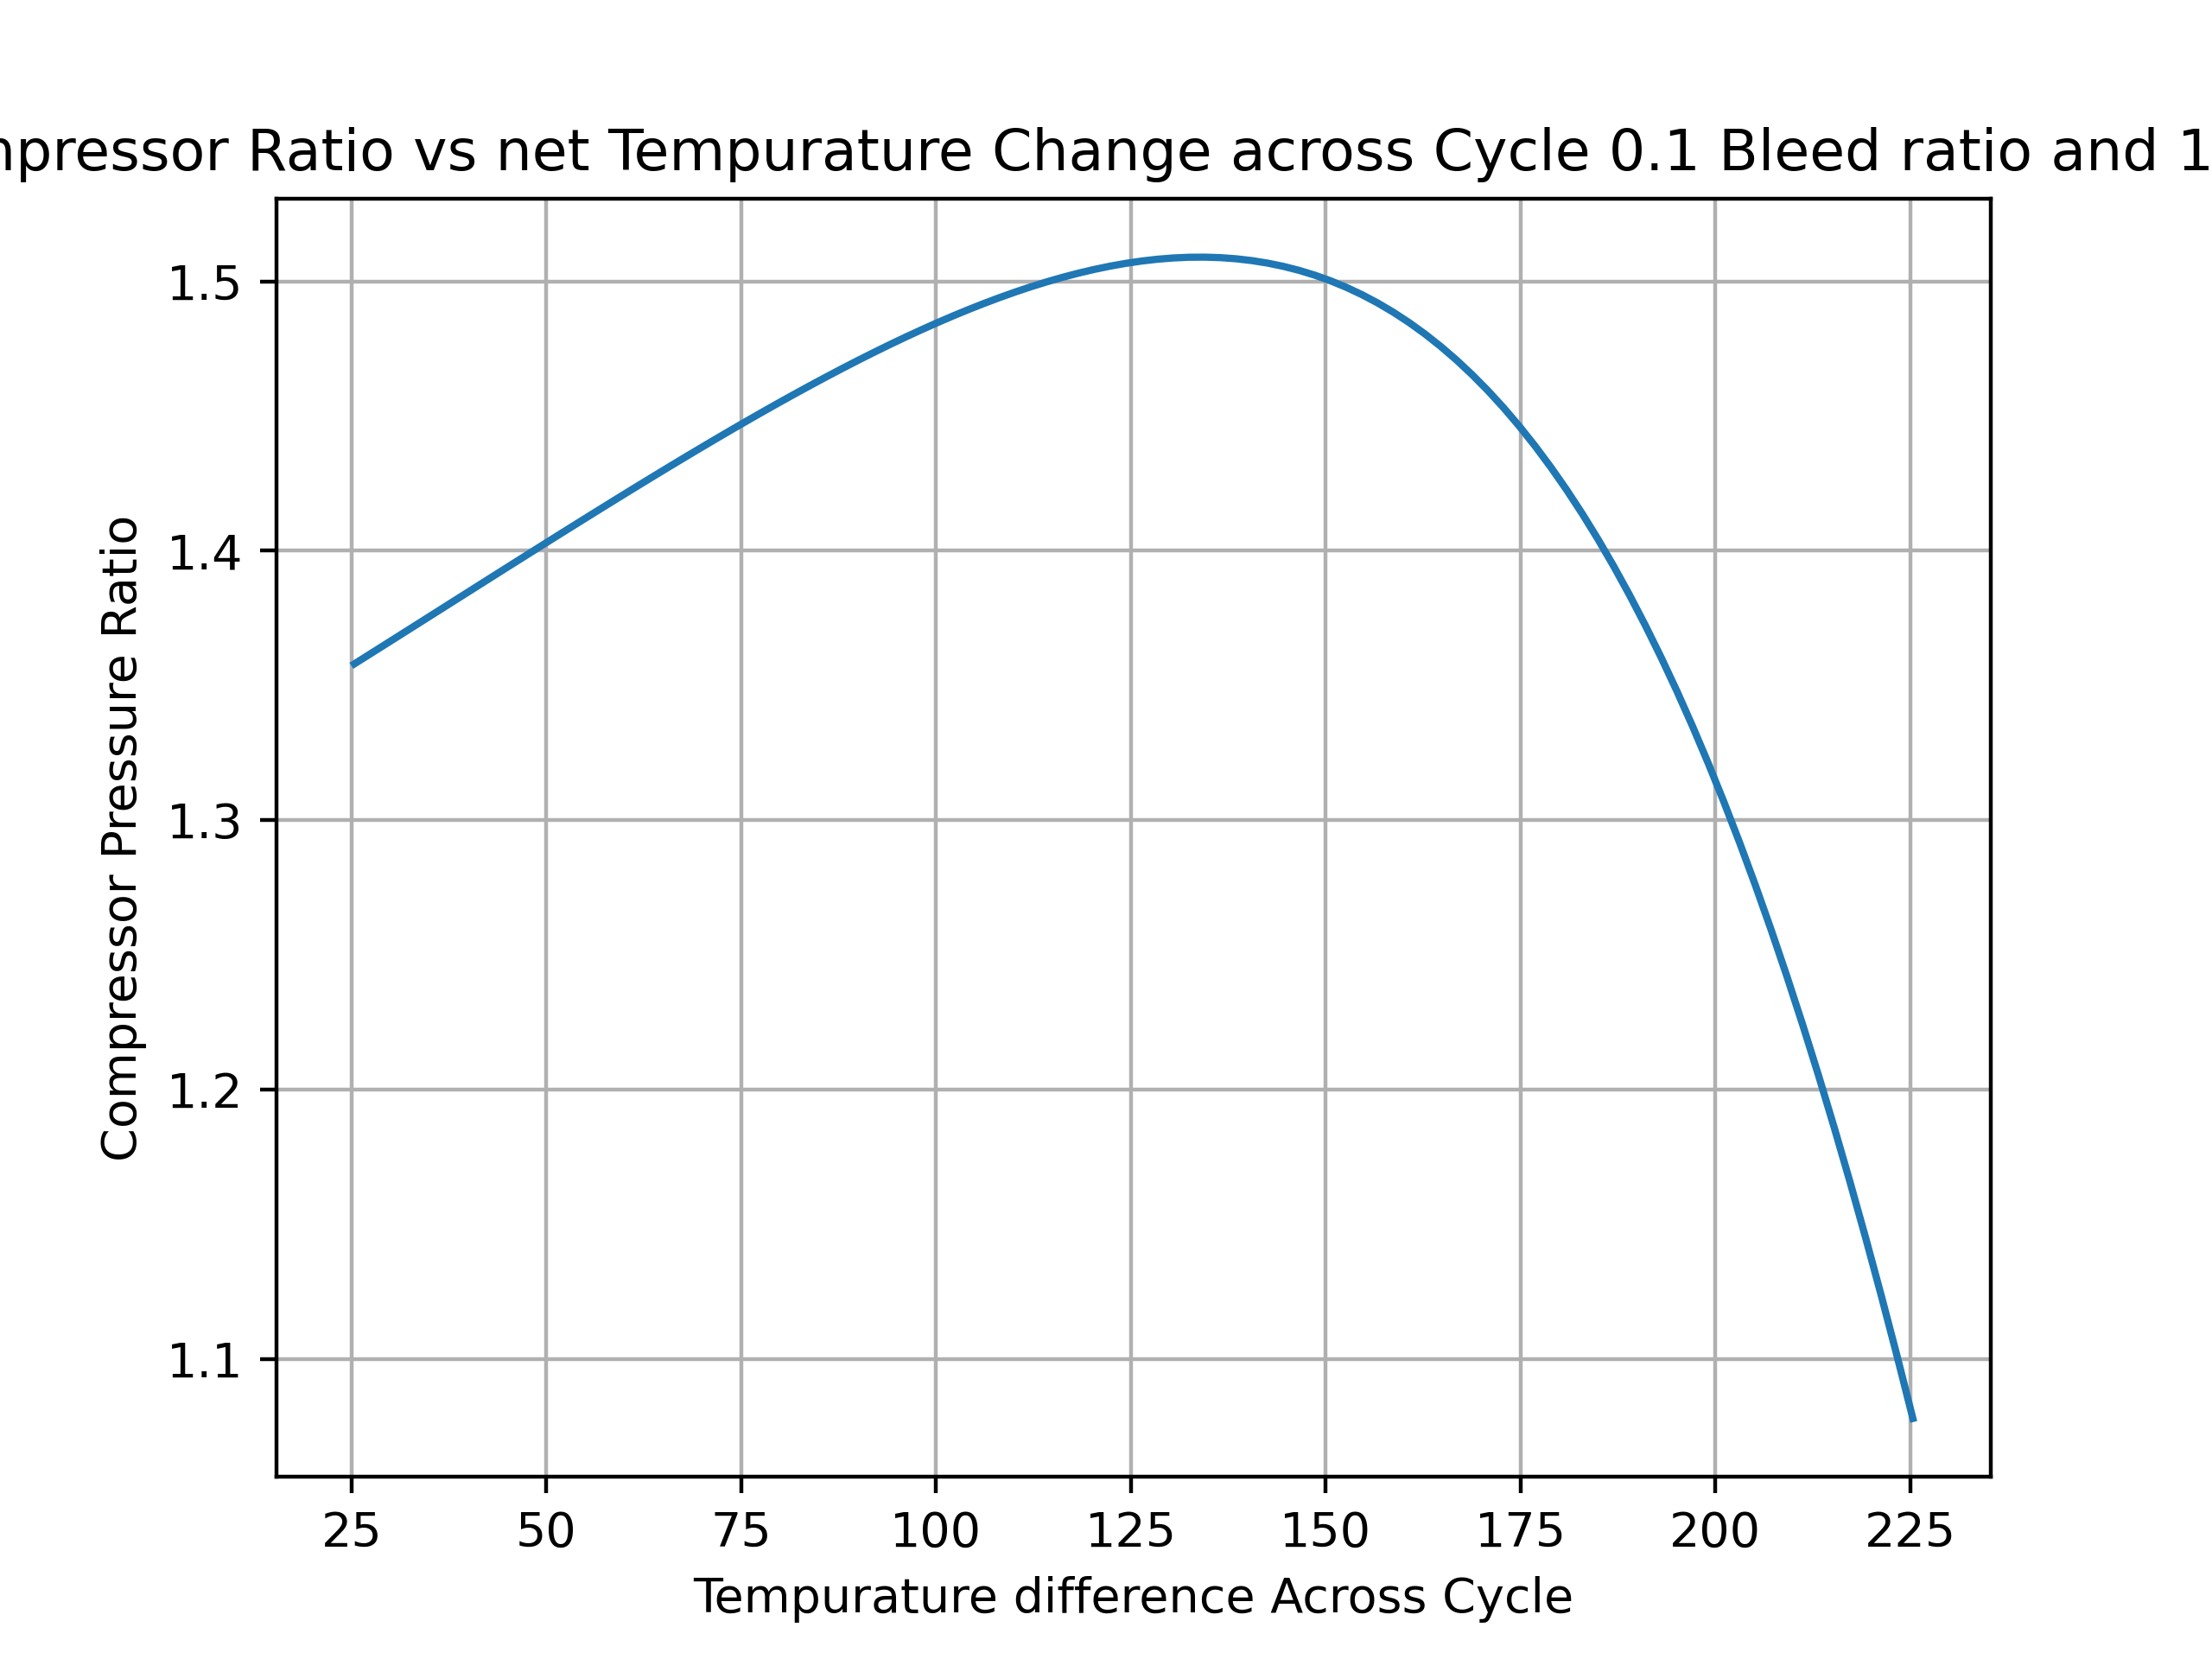 npressor Ratio vs net Tempurature Change across Cycle 0.1 Bleed ratio and 1
Compressor Pressure Ratio
1.5
1.4
1.3
1.2
1.1
25 50 75 100 125 150 175 200 225
Tempurature difference Across Cycle